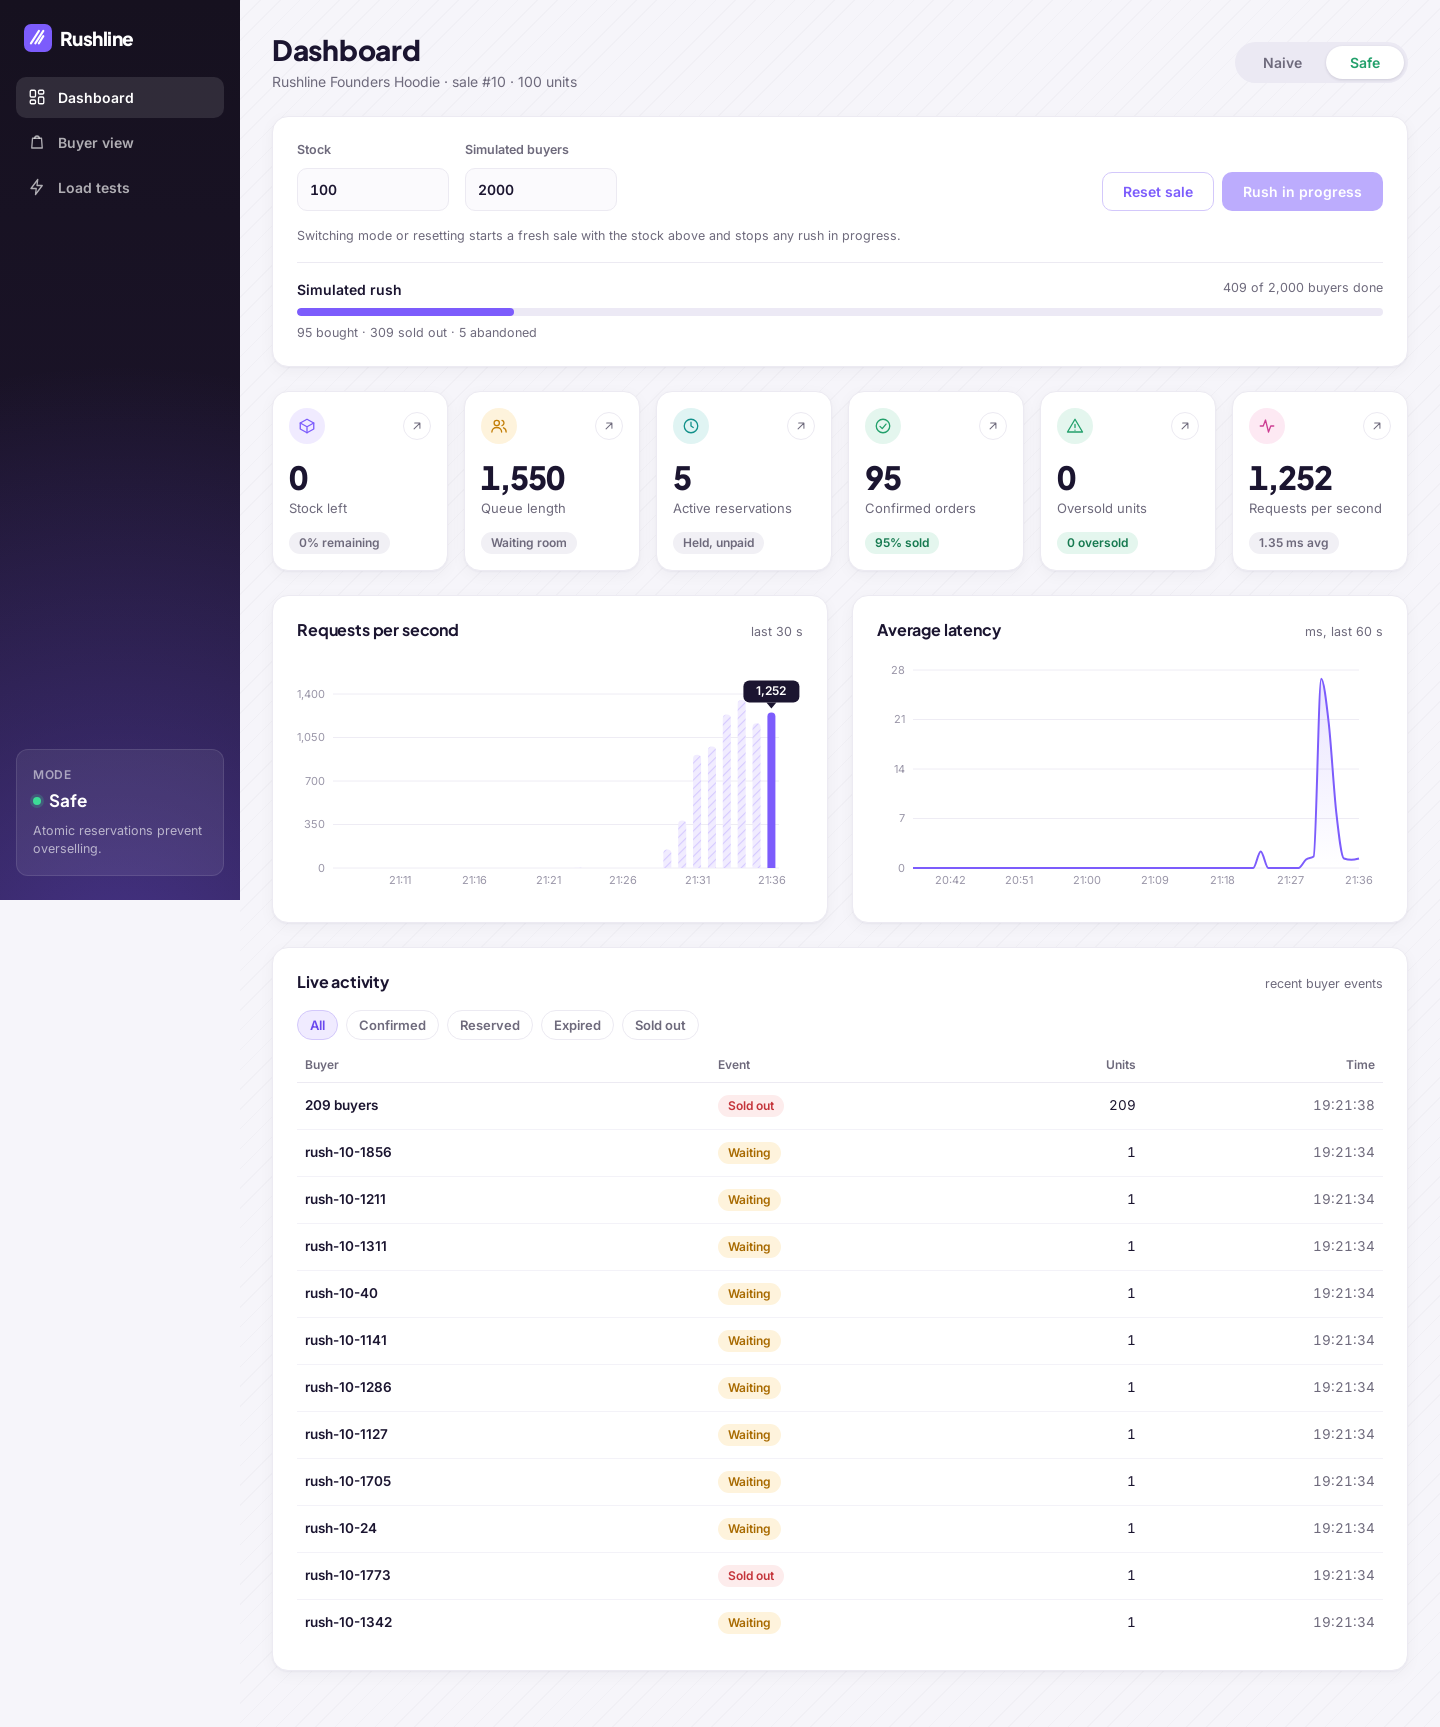 Rushline
Dashboard
Buyer view
Load tests
MODE
Safe
Atomic reservations prevent
overselling.
Dashboard
Rushline Founders Hoodie · sale #10 · 100 units
Naive Safe
Stock Simulated buyers
100 2000 Reset sale Rush in progress
Switching mode or resetting starts a fresh sale with the stock above and stops any rush in progress.
Simulated rush 409 of 2,000 buyers done
95 bought · 309 sold out · 5 abandoned
0
Stock left
0% remaining
1,550
Queue length
Waiting room
5
Active reservations
Held, unpaid
95
Confirmed orders
95% sold
0
Oversold units
0 oversold
1,252
Requests per second
1.35 ms avg
Requests per second last 30 s
1,252
1,400
1,050
700
350
0
21:11 21:16 21:21 21:26 21:31 21:36
Average latency ms, last 60 s
28
21
14
7
0
20:42 20:51 21:00 21:09 21:18 21:27 21:36
Live activity recent buyer events
All Confirmed Reserved Expired Sold out
Buyer Event Units Time
209 buyers Sold out 209 19:21:38
rush-10-1856 Waiting 1 19:21:34
rush-10-1211 Waiting 1 19:21:34
rush-10-1311 Waiting 1 19:21:34
rush-10-40 Waiting 1 19:21:34
rush-10-1141 Waiting 1 19:21:34
rush-10-1286 Waiting 1 19:21:34
rush-10-1127 Waiting 1 19:21:34
rush-10-1705 Waiting 1 19:21:34
rush-10-24 Waiting 1 19:21:34
rush-10-1773 Sold out 1 19:21:34
rush-10-1342 Waiting 1 19:21:34